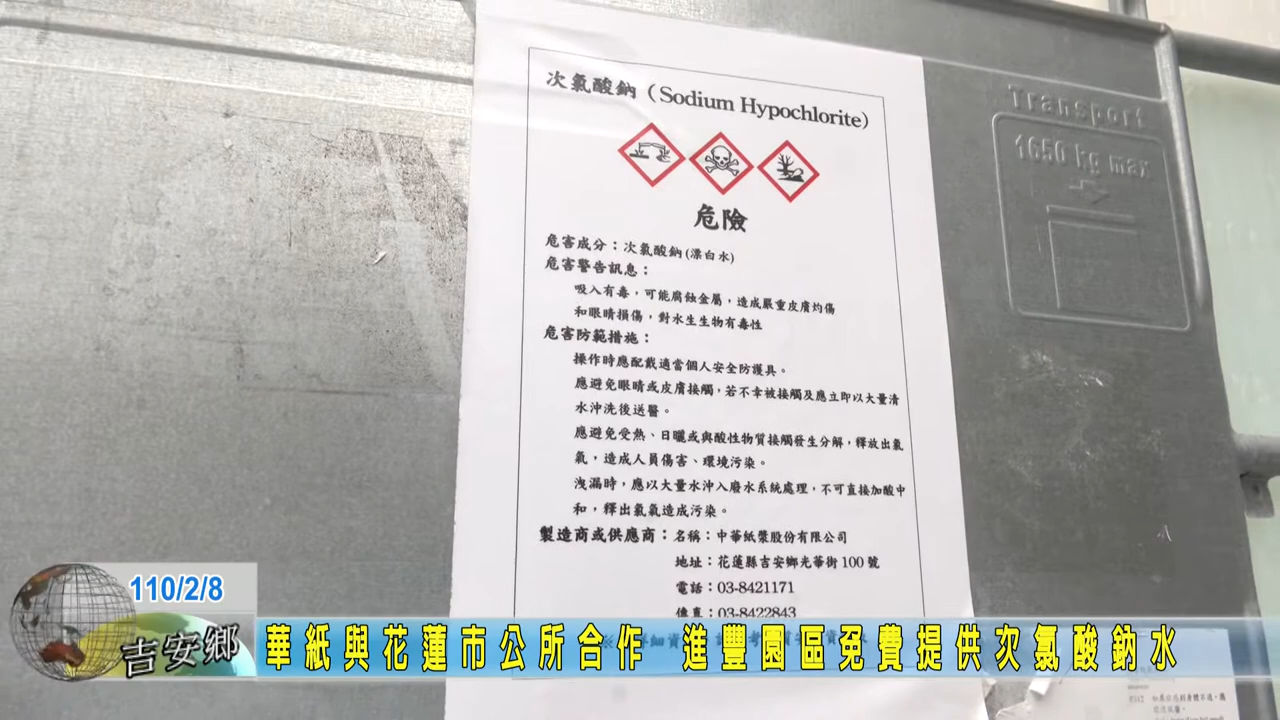 次氯酸鈉（Sodium Hypochlorite）
危險
危害成分：次氯酸鈉(漂白水)
危害警告訊息：
吸入有毒，可能腐蝕金屬，造成嚴重皮膚灼傷
和眼睛損傷，對水生生物有毒性
危害防範措施：
操作時應配戴適當個人安全防護具。
應避免眼睛或皮膚接觸，若不幸被接觸及應立即以大量清
水沖洗後送醫。
應避免受熱、日曬或與酸性物質接觸發生分解，釋放出氯
氣，造成人員傷害、環境污染。
洩漏時，應以大量水沖入廢水系統處理，不可直接加酸中
和，釋出氯氣造成污染。
製造商或供應商：名稱：中華紙漿股份有限公司
地址：花蓮縣吉安鄉光華街100號
電話：03-8421171
傳真：03-8422843
Transport
1650 kg max
110/2/8
吉安鄉
華紙與花蓮市公所合作 進豐園區免費提供次氯酸鈉水